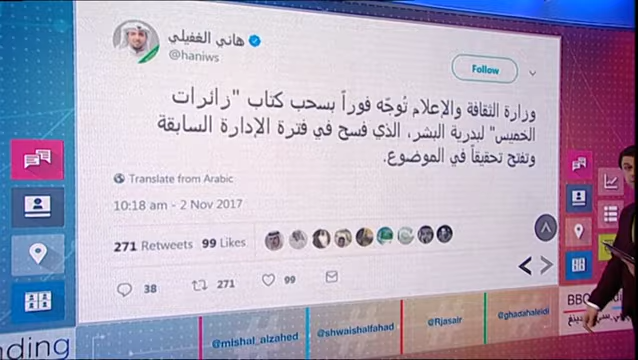 هاني الغفيلي
@haniws
Follow
وزارة الثقافة والإعلام تُوجّه فوراً بسحب كتاب "زائرات
الخميس" لبدرية البشر، الذي فسح في فترة الإدارة السابقة
وتفتح تحقيقاً في الموضوع.
Translate from Arabic
10:18 am - 2 Nov 2017
271 Retweets 99 Likes
38 271 99
nding
@mishal_alzahed
@shwaishalfahad
@Rjasair
@ghadahaleidi
BBC